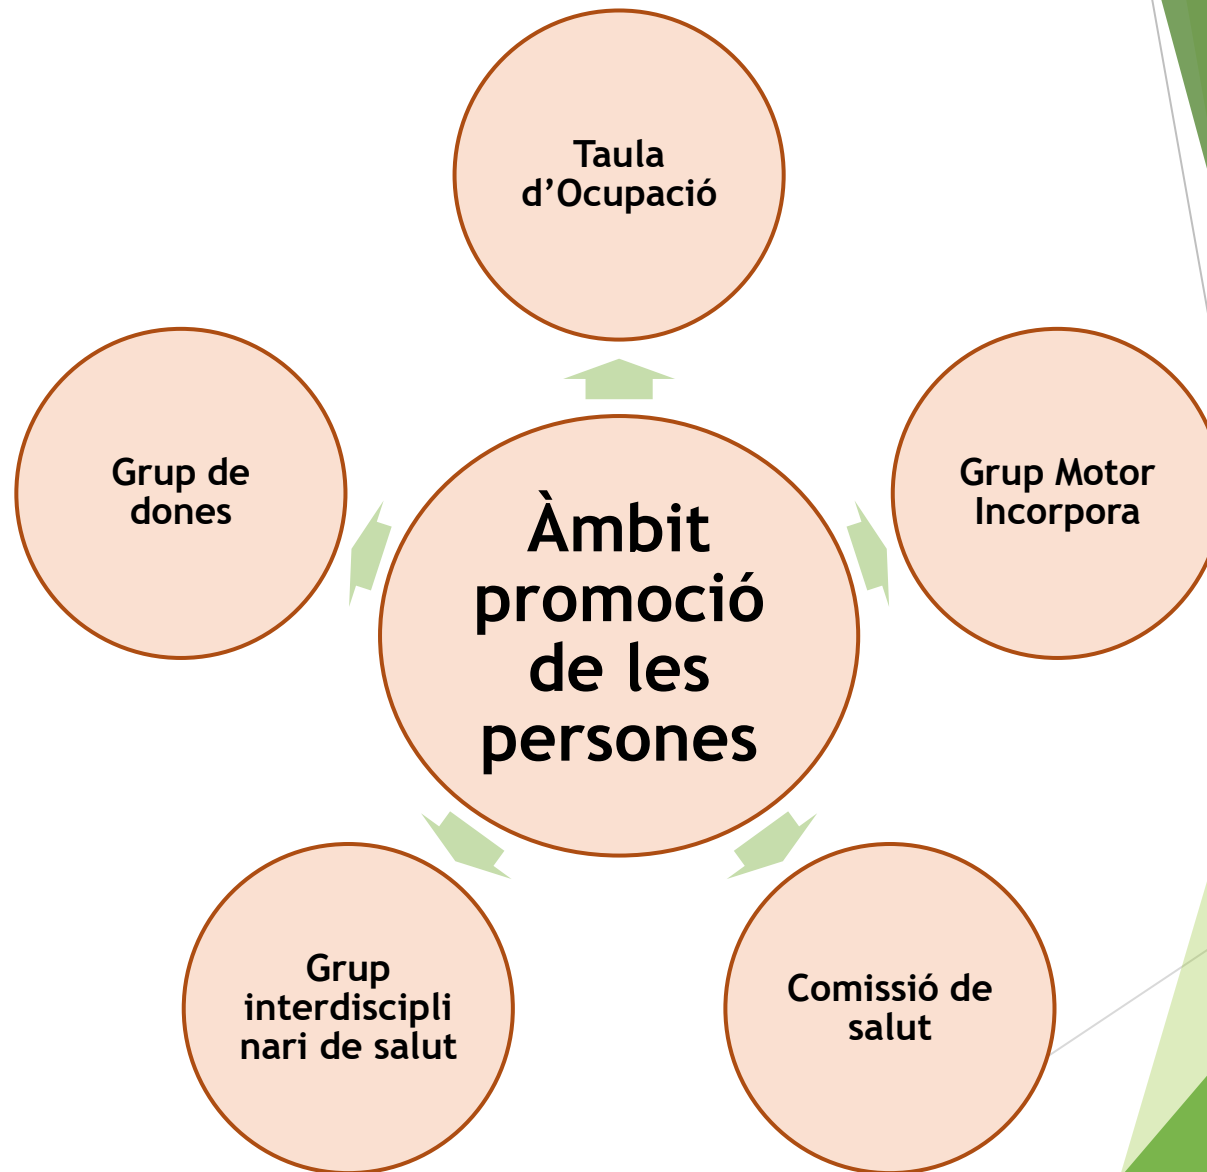 Taula
d’Ocupació
Grup de
dones
Grup Motor
Incorpora
Àmbit
promoció
de les
persones
Grup
interdiscipli
nari de salut
Comissió de
salut